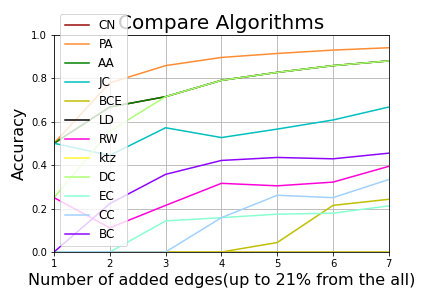 Compare Algorithms
CN
PA
AA
JC
BCE
LD
RW
ktz
DC
EC
CC
BC
1.0
0.8
0.6
0.4
0.2
0.0
Accuracy
1 2 3 4 5 6 7
Number of added edges(up to 21% from the all)